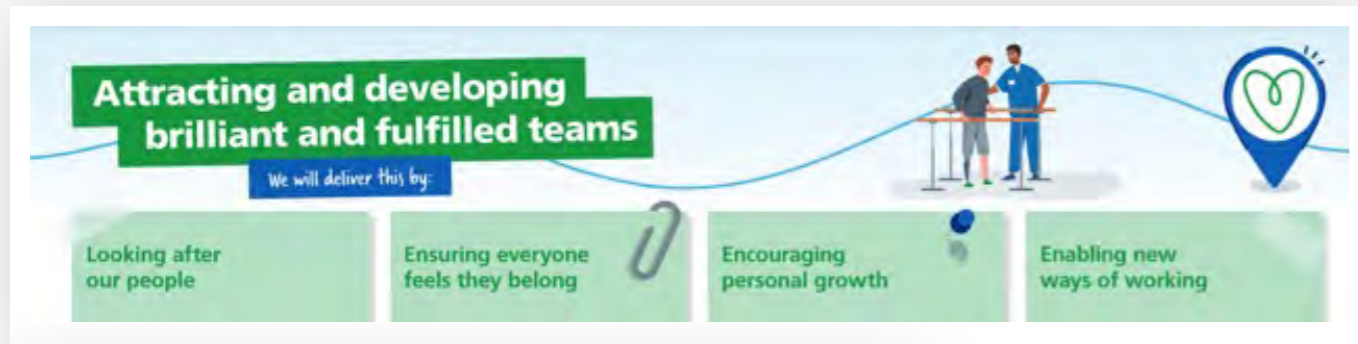 Attracting and developing
brilliant and fulfilled teams
We will deliver this by:
Looking after
our people
Ensuring everyone
feels they belong
Encouraging
personal growth
Enabling new
ways of working